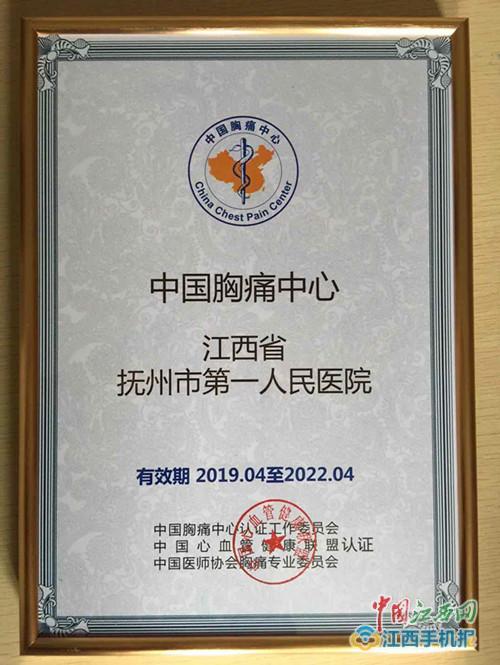 中国胸痛中心
China Chest Pain Center
中国胸痛中心
江西省
抚州市第一人民医院
有效期 2019.04至2022.04
中国胸痛中心认证工作委员会
中国心血管健康联盟认证
中国医师协会胸痛专业委员会
中国江西网
江西手机报